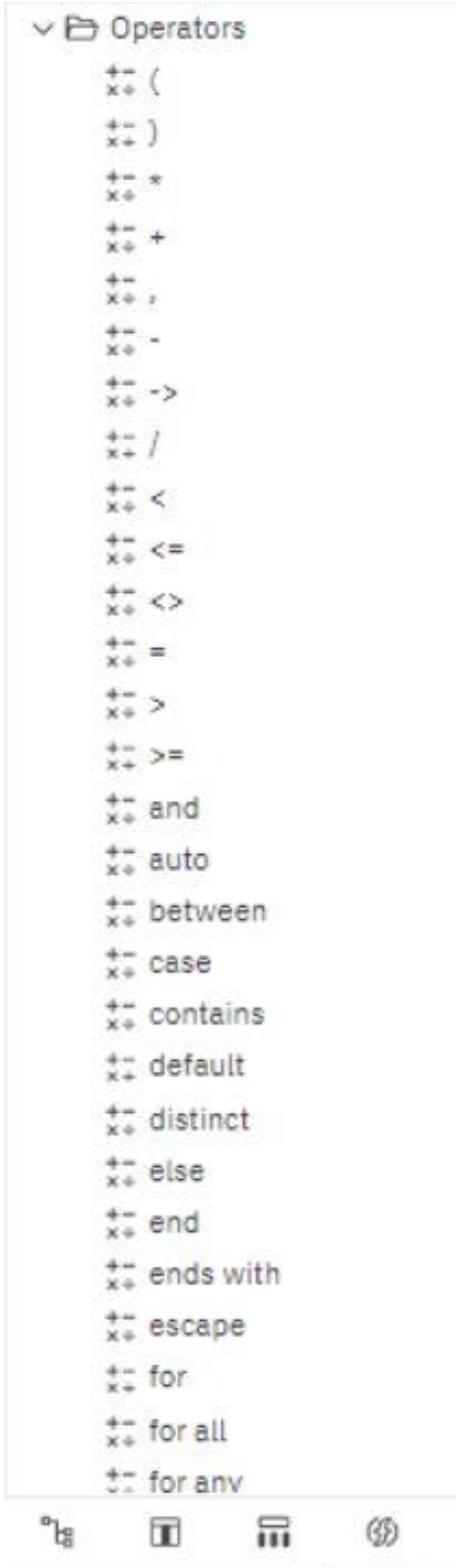 Operators
(
)
*
+
,
-
->
/
<
<=
<>
=
>
>=
and
auto
between
case
contains
default
distinct
else
end
ends with
escape
for
for all
for any